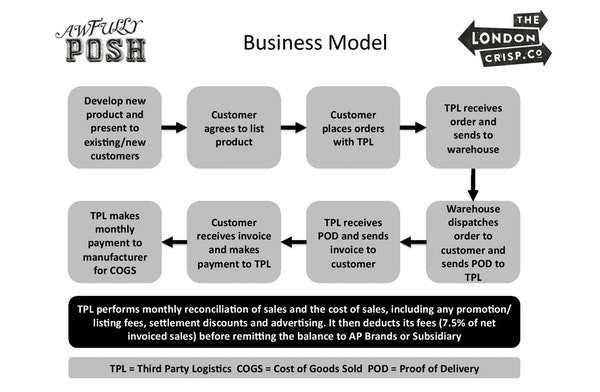 AWFULLY
POSH
Business Model
THE
LONDON
CRISP.CO
Develop new
product and
present to
existing/new
customers
Customer
agrees to list
product
Customer
places orders
with TPL
TPL receives
order and
sends to
warehouse
TPL makes
monthly
payment to
manufacturer
for COGS
Customer
receives invoice
and makes
payment to TPL
TPL receives
POD and sends
invoice to
customer
Warehouse
dispatches
order to
customer and
sends POD to
TPL
TPL performs monthly reconciliation of sales and the cost of sales, including any promotion/
listing fees, settlement discounts and advertising. It then deducts its fees (7.5% of net
invoiced sales) before remitting the balance to AP Brands or Subsidiary
TPL = Third Party Logistics COGS = Cost of Goods Sold POD = Proof of Delivery